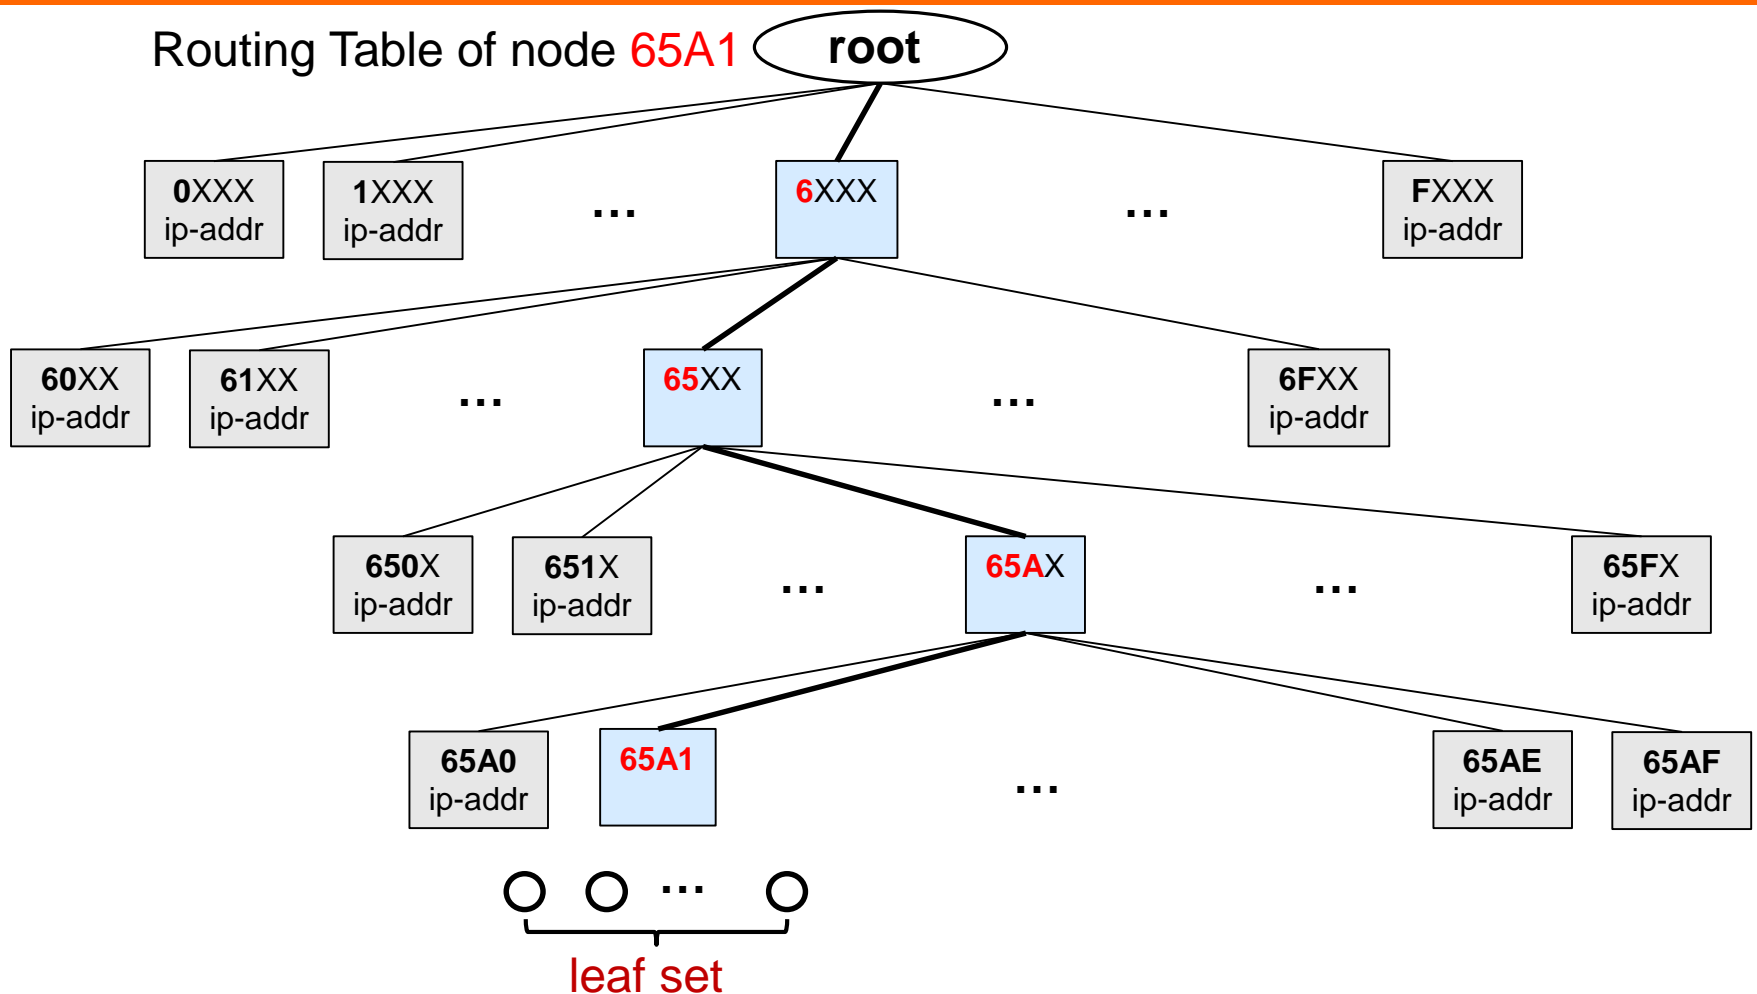 Routing Table of node 65A1
root
0XXX
ip-addr
1XXX
ip-addr
...
6XXX
...
FXXX
ip-addr
60XX
ip-addr
61XX
ip-addr
...
65XX
...
6FXX
ip-addr
650X
ip-addr
651X
ip-addr
...
65AX
...
65FX
ip-addr
65A0
ip-addr
65A1
...
65AE
ip-addr
65AF
ip-addr
...
leaf set